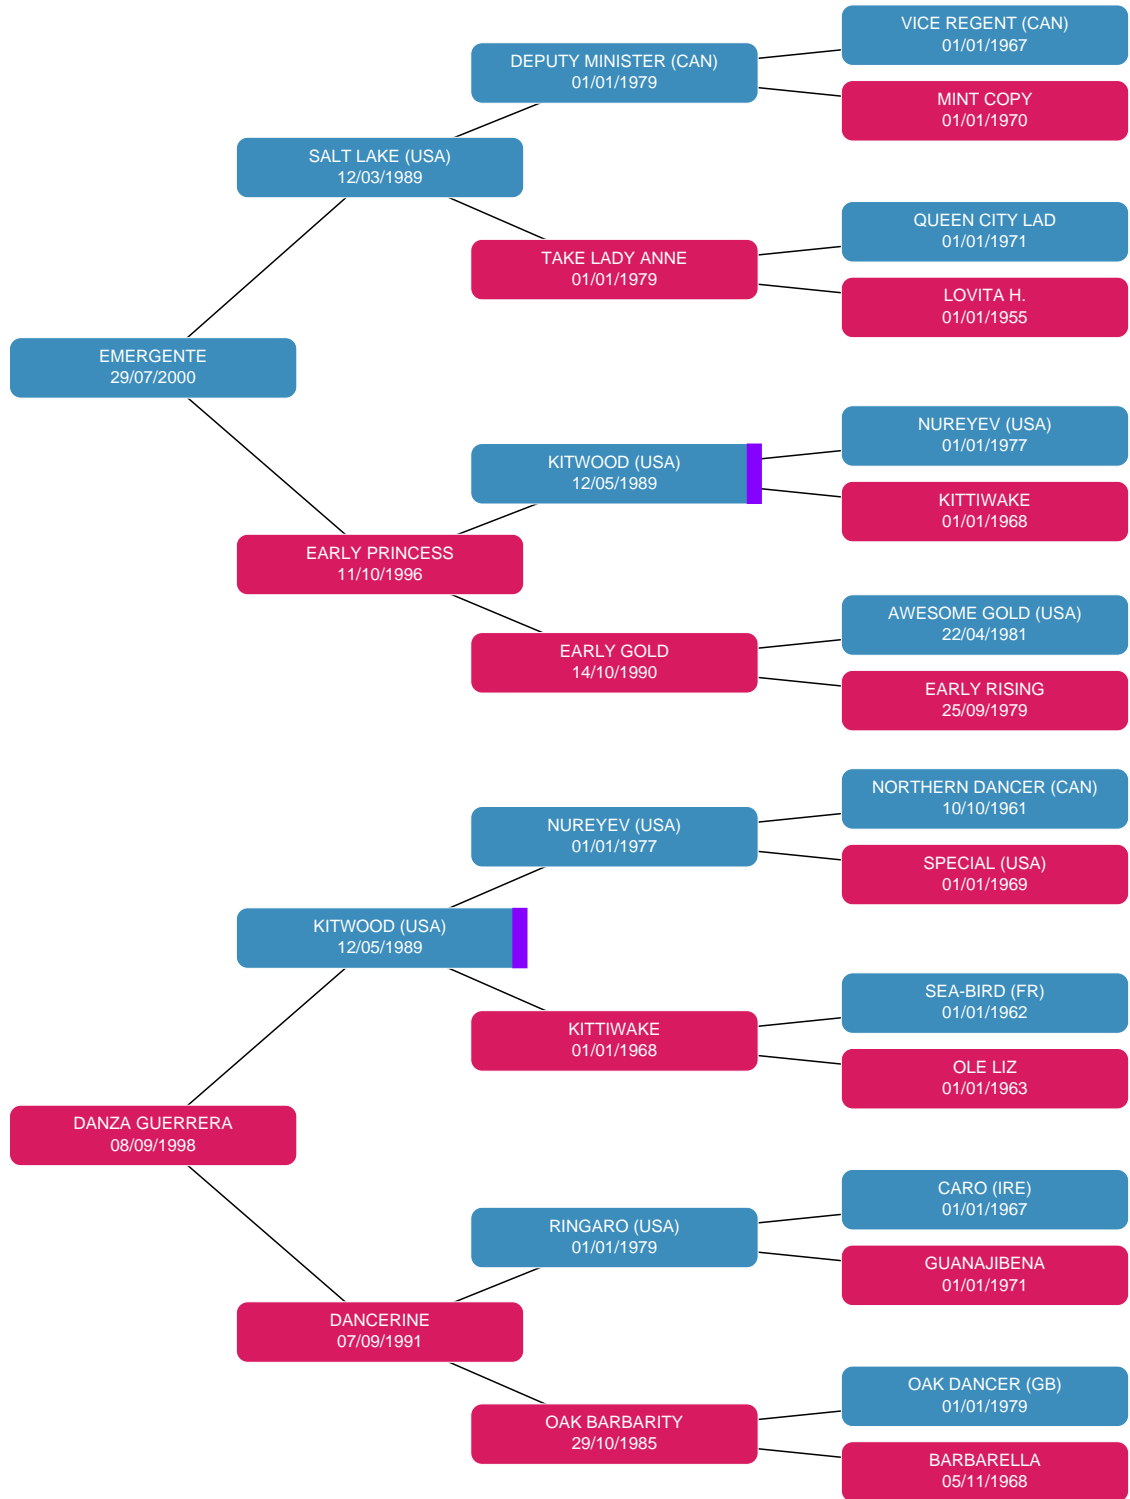 VICE REGENT (CAN)
01/01/1967
DEPUTY MINISTER (CAN)
01/01/1979
MINT COPY
01/01/1970
SALT LAKE (USA)
12/03/1989
QUEEN CITY LAD
01/01/1971
TAKE LADY ANNE
01/01/1979
LOVITA H.
01/01/1955
EMERGENTE
29/07/2000
NUREYEV (USA)
01/01/1977
KITWOOD (USA)
12/05/1989
KITTIWAKE
01/01/1968
EARLY PRINCESS
11/10/1996
AWESOME GOLD (USA)
22/04/1981
EARLY GOLD
14/10/1990
EARLY RISING
25/09/1979
NORTHERN DANCER (CAN)
10/10/1961
NUREYEV (USA)
01/01/1977
SPECIAL (USA)
01/01/1969
KITWOOD (USA)
12/05/1989
SEA-BIRD (FR)
01/01/1962
KITTIWAKE
01/01/1968
OLE LIZ
01/01/1963
DANZA GUERRERA
08/09/1998
CARO (IRE)
01/01/1967
RINGARO (USA)
01/01/1979
GUANAJIBENA
01/01/1971
DANCERINE
07/09/1991
OAK DANCER (GB)
01/01/1979
OAK BARBARITY
29/10/1985
BARBARELLA
05/11/1968